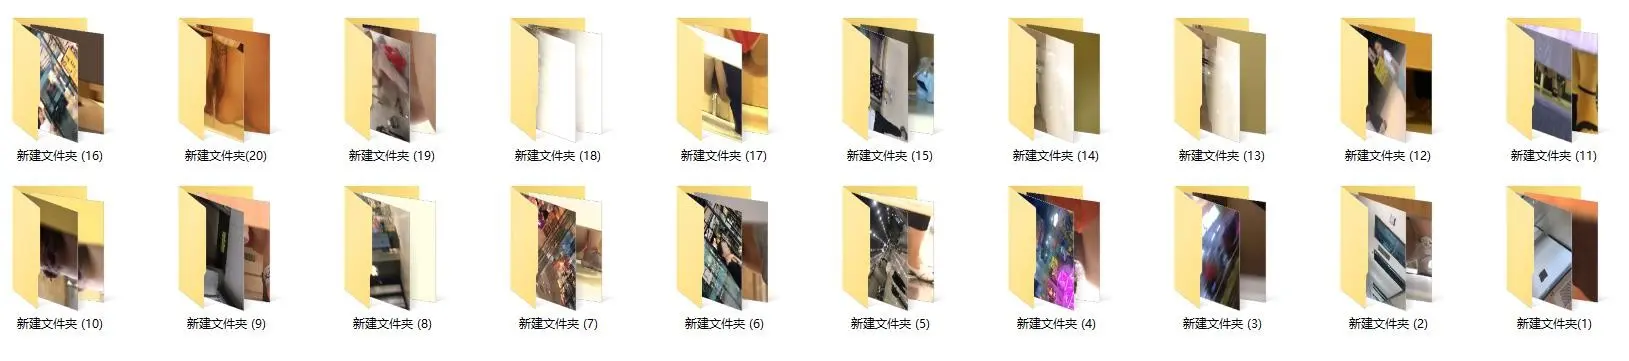 新建文件夹 (16)
新建文件夹(20)
新建文件夹 (19)
新建文件夹 (18)
新建文件夹 (17)
新建文件夹 (15)
新建文件夹 (14)
新建文件夹 (13)
新建文件夹 (12)
新建文件夹 (11)
新建文件夹 (10)
新建文件夹 (9)
新建文件夹 (8)
新建文件夹 (7)
新建文件夹 (6)
新建文件夹 (5)
新建文件夹 (4)
新建文件夹 (3)
新建文件夹 (2)
新建文件夹(1)